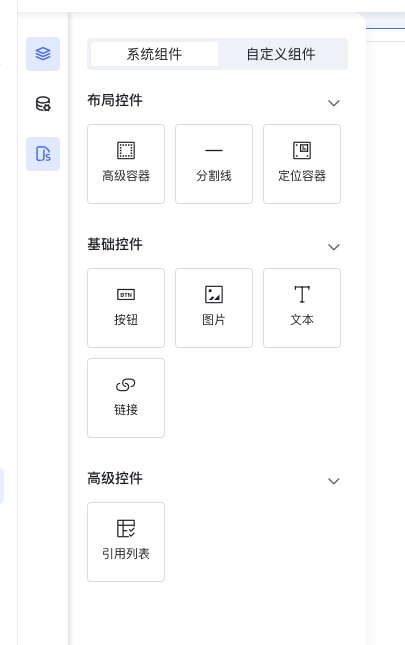 系统组件
自定义组件
布局控件
高级容器
分割线
定位容器
基础控件
BTN
按钮
图片
文本
链接
高级控件
引用列表